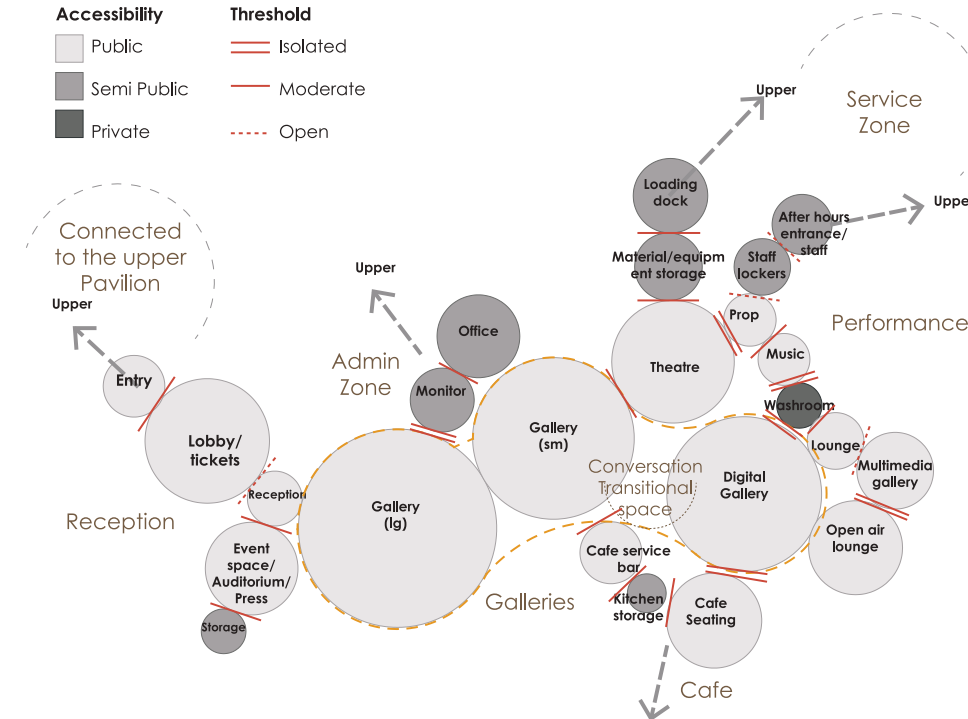 Accessibility
Public
Semi Public
Private
Threshold
Isolated
Moderate
Open
Upper
Service
Zone
Loading
dock
After hours
entrance/
staff
Uppe
Connected
to the upper
Pavilion
Upper
Upper
Material/equipm
ent storage
Staff
lockers
Prop
Performance
Office
Admin
Zone
Monitor
Theatre
Music
Entry
Washroom
Lobby/
tickets
Gallery
(sm)
Lounge
Conversation
Transitional
space
Digital
Gallery
Multimedia
gallery
Reception
Reception
Gallery
(lg)
Open air
lounge
Event
space/
Auditorium/
Press
Cafe service
bar
Galleries
Kitchen
storage
Cafe
Seating
Storage
Cafe